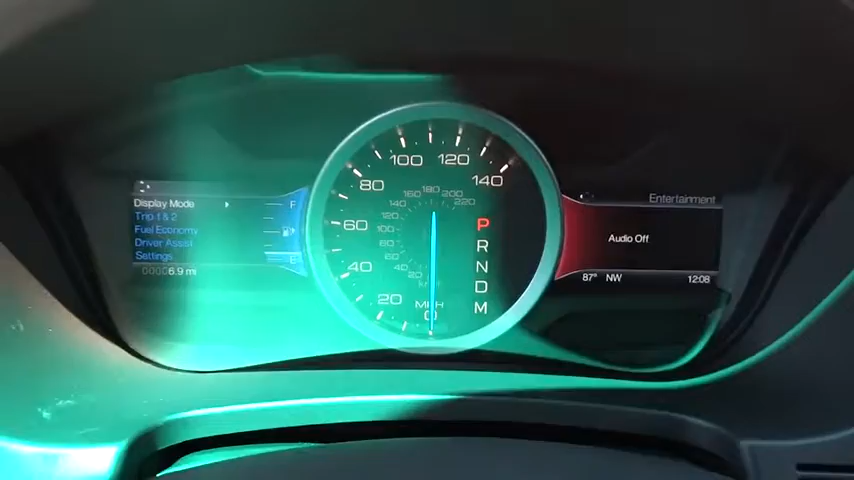 Display Mode
Trip 1 & 2
Fuel Economy
Driver Assist
Settings
000006.9 mi
F
E
20
40
60
80
100
120
140
20
40
60
80
100
120
140
160
180
200
220
MPH
0
P
R
N
D
M
Entertainment
Audio Off
87° NW
12:08